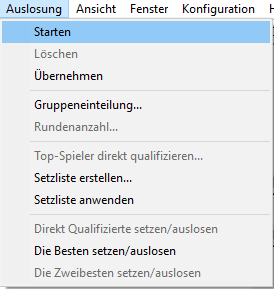 Auslosung Ansicht Fenster Konfiguration
Starten
Löschen
Übernehmen
Gruppeneinteilung...
Rundenanzahl...
Top-Spieler direkt qualifizieren...
Setzliste erstellen...
Setzliste anwenden
Direkt Qualifizierte setzen/auslosen
Die Besten setzen/auslosen
Die Zweibesten setzen/auslosen